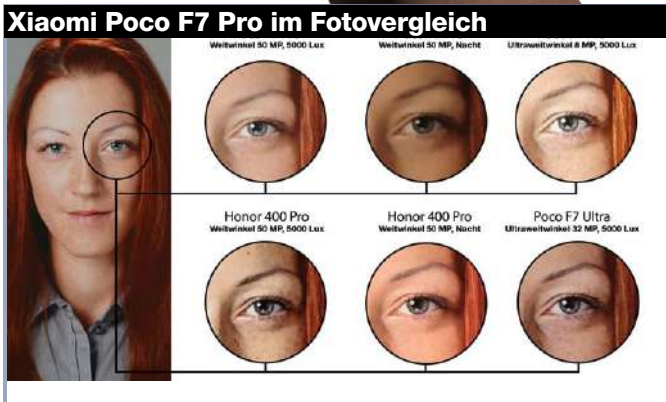 Xiaomi Poco F7 Pro im Fotovergleich
Weitwinkel 50 MP, 5000 Lux
Weitwinkel 50 MP, Nacht
Ultraweitwinkel 8 MP, 5000 Lux
Honor 400 Pro
Weitwinkel 50 MP, 5000 Lux
Honor 400 Pro
Weitwinkel 50 MP, Nacht
Poco F7 Ultra
Ultraweitwinkel 32 MP, 5000 Lux